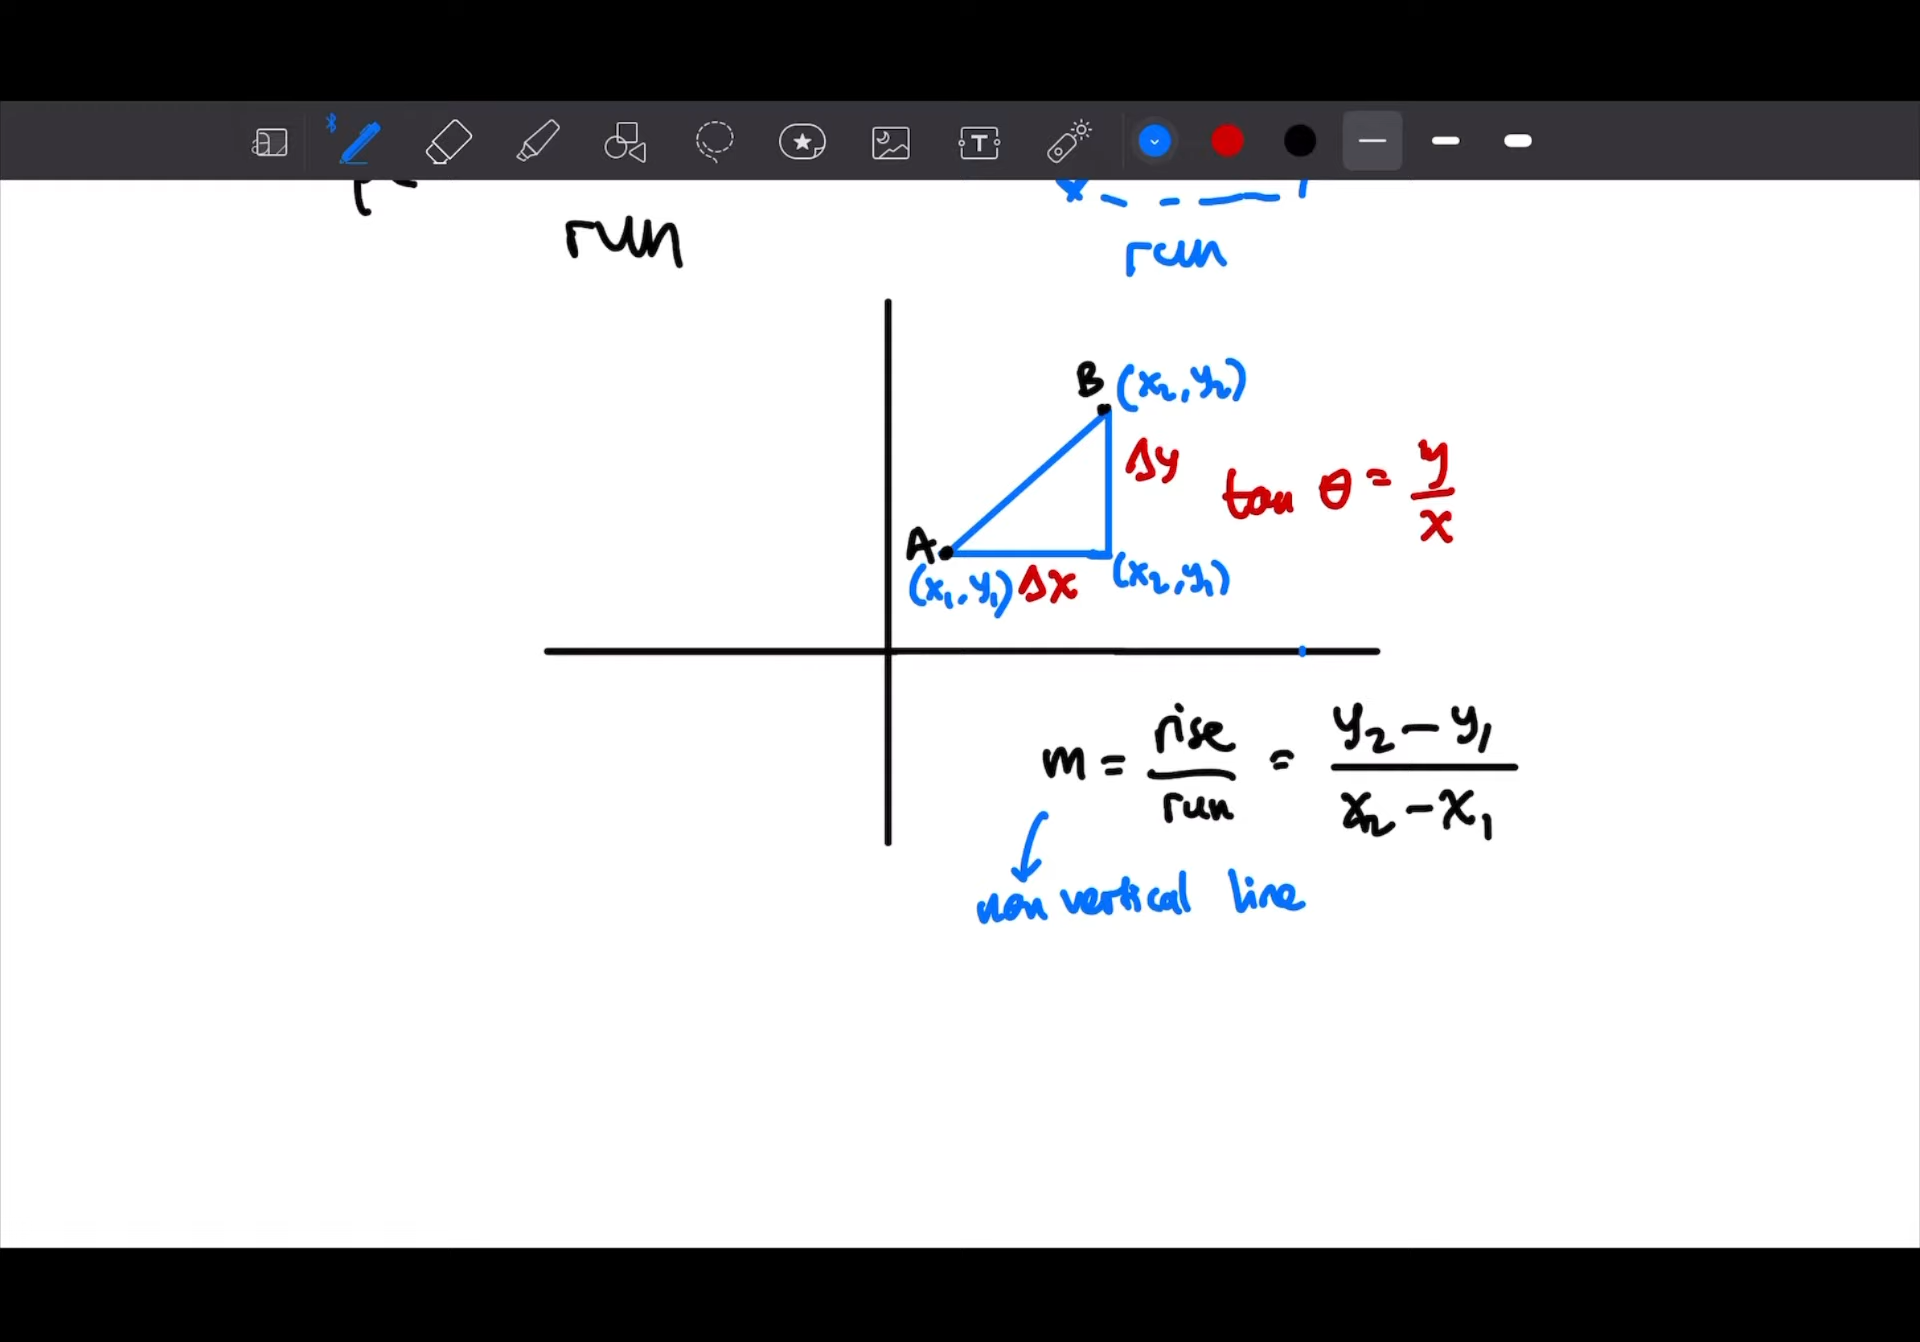 run
run
B (x₂, y₂)
Δy
tan θ = y/x
A
(x₁, y₁) Δx (x₂, y₁)
m = rise/run = y₂ - y₁ / x₂ - x₁
non vertical line